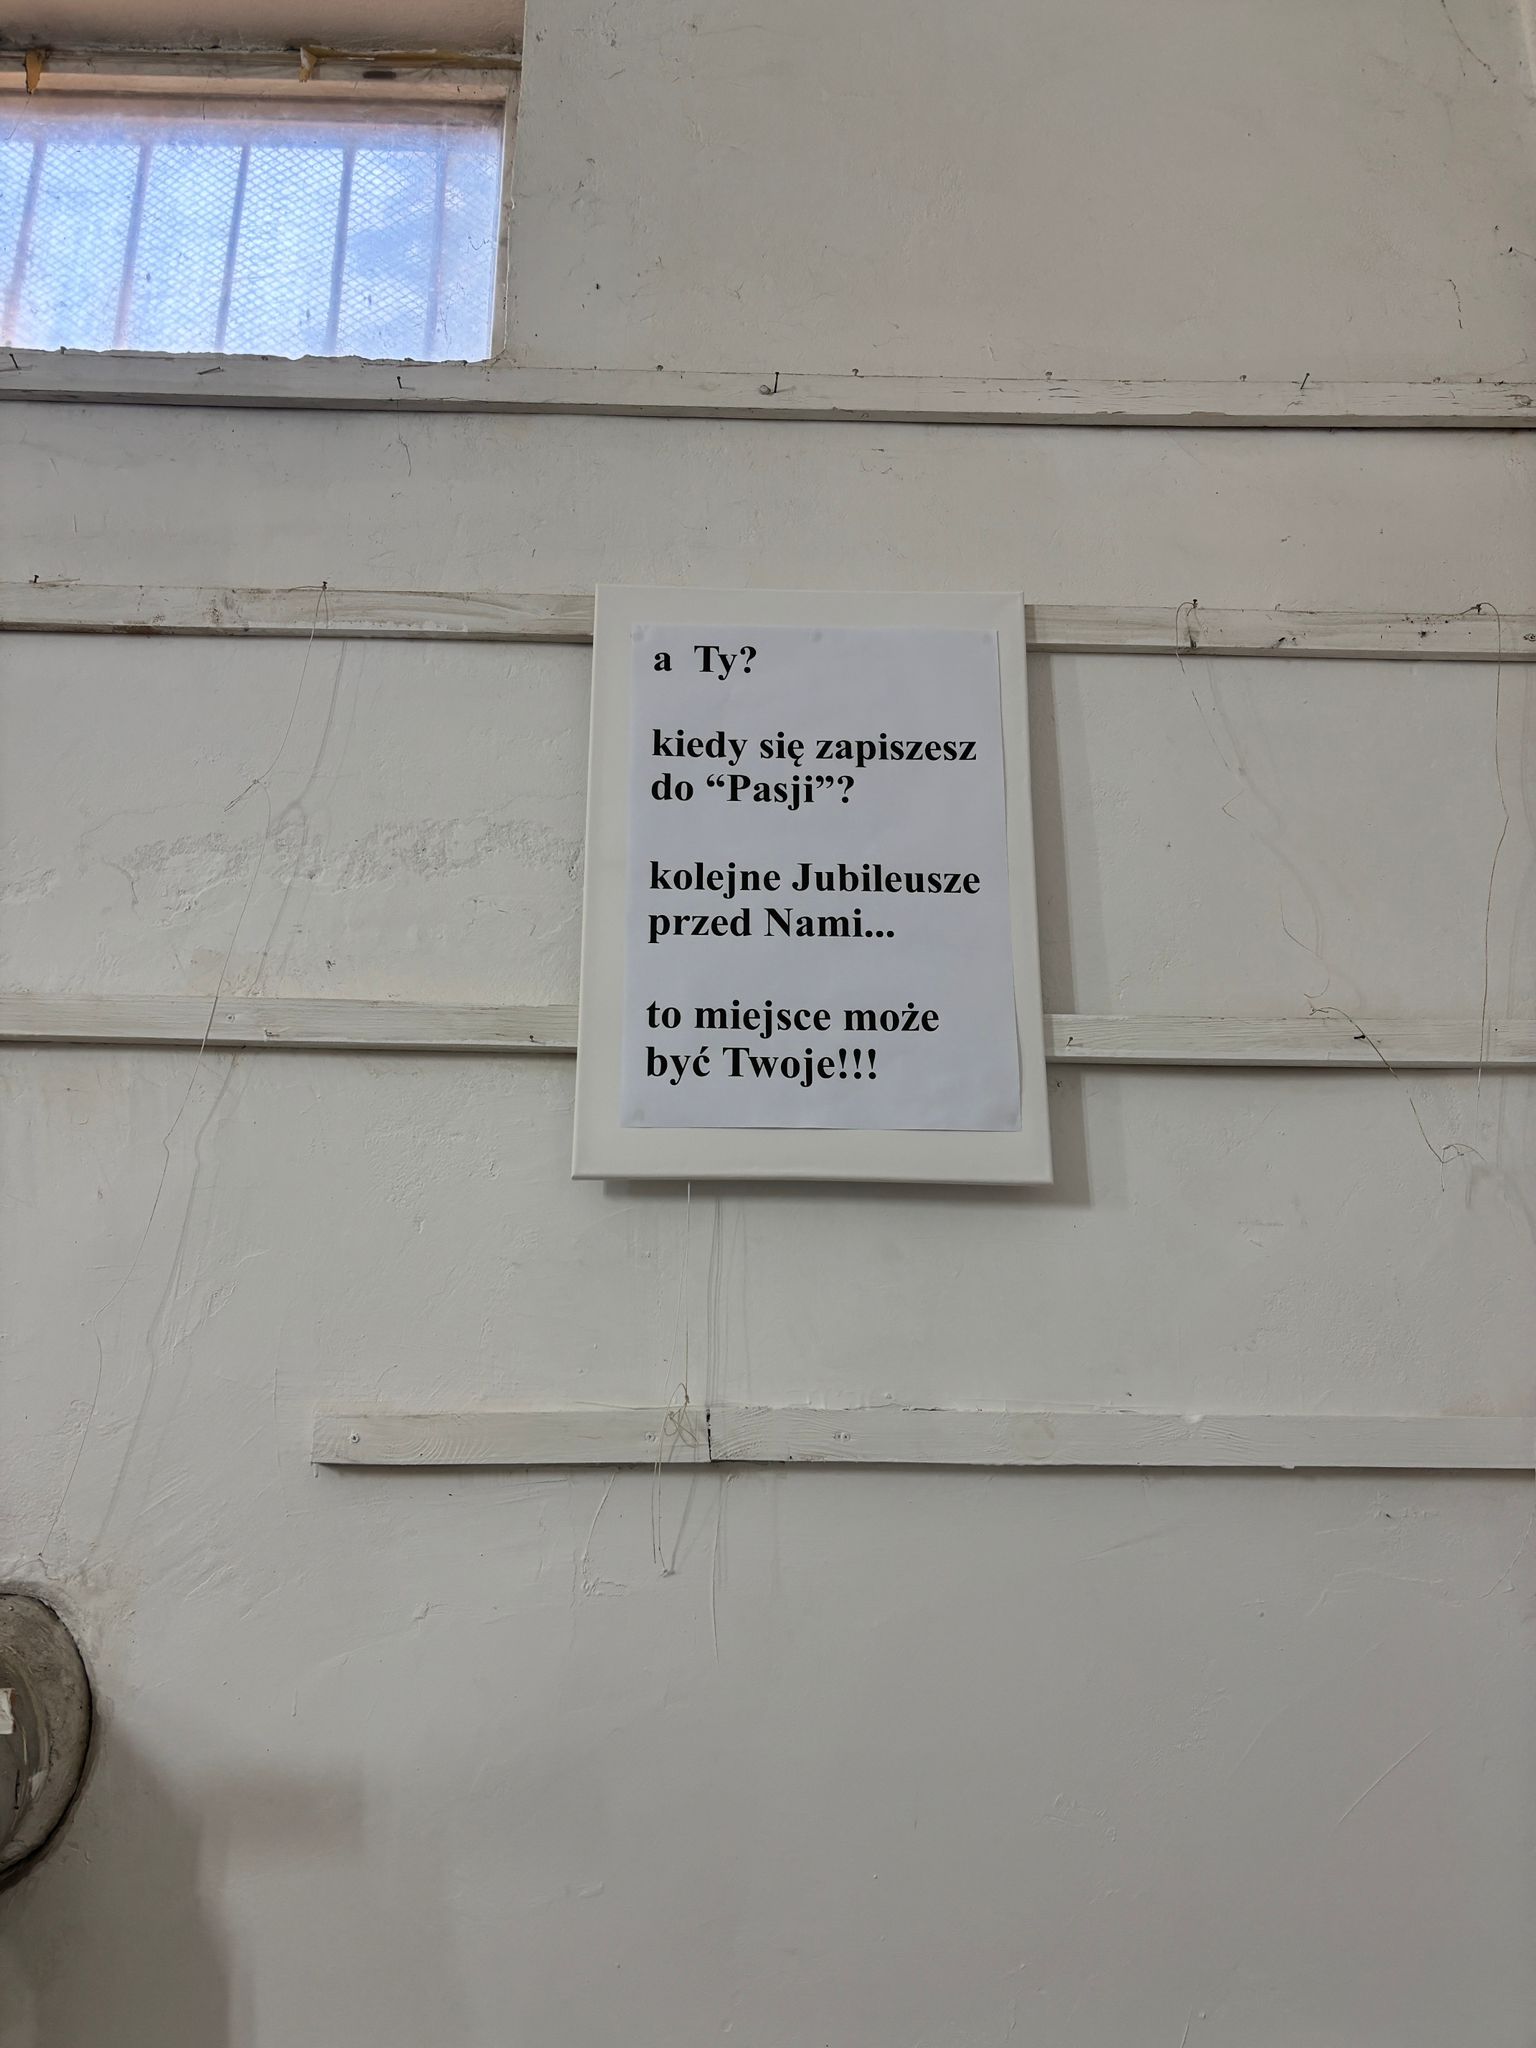 a Ty?
kiedy się zapiszesz
do “Pasji”?
kolejne Jubileusze
przed Nami...
to miejsce może
być Twoje!!!